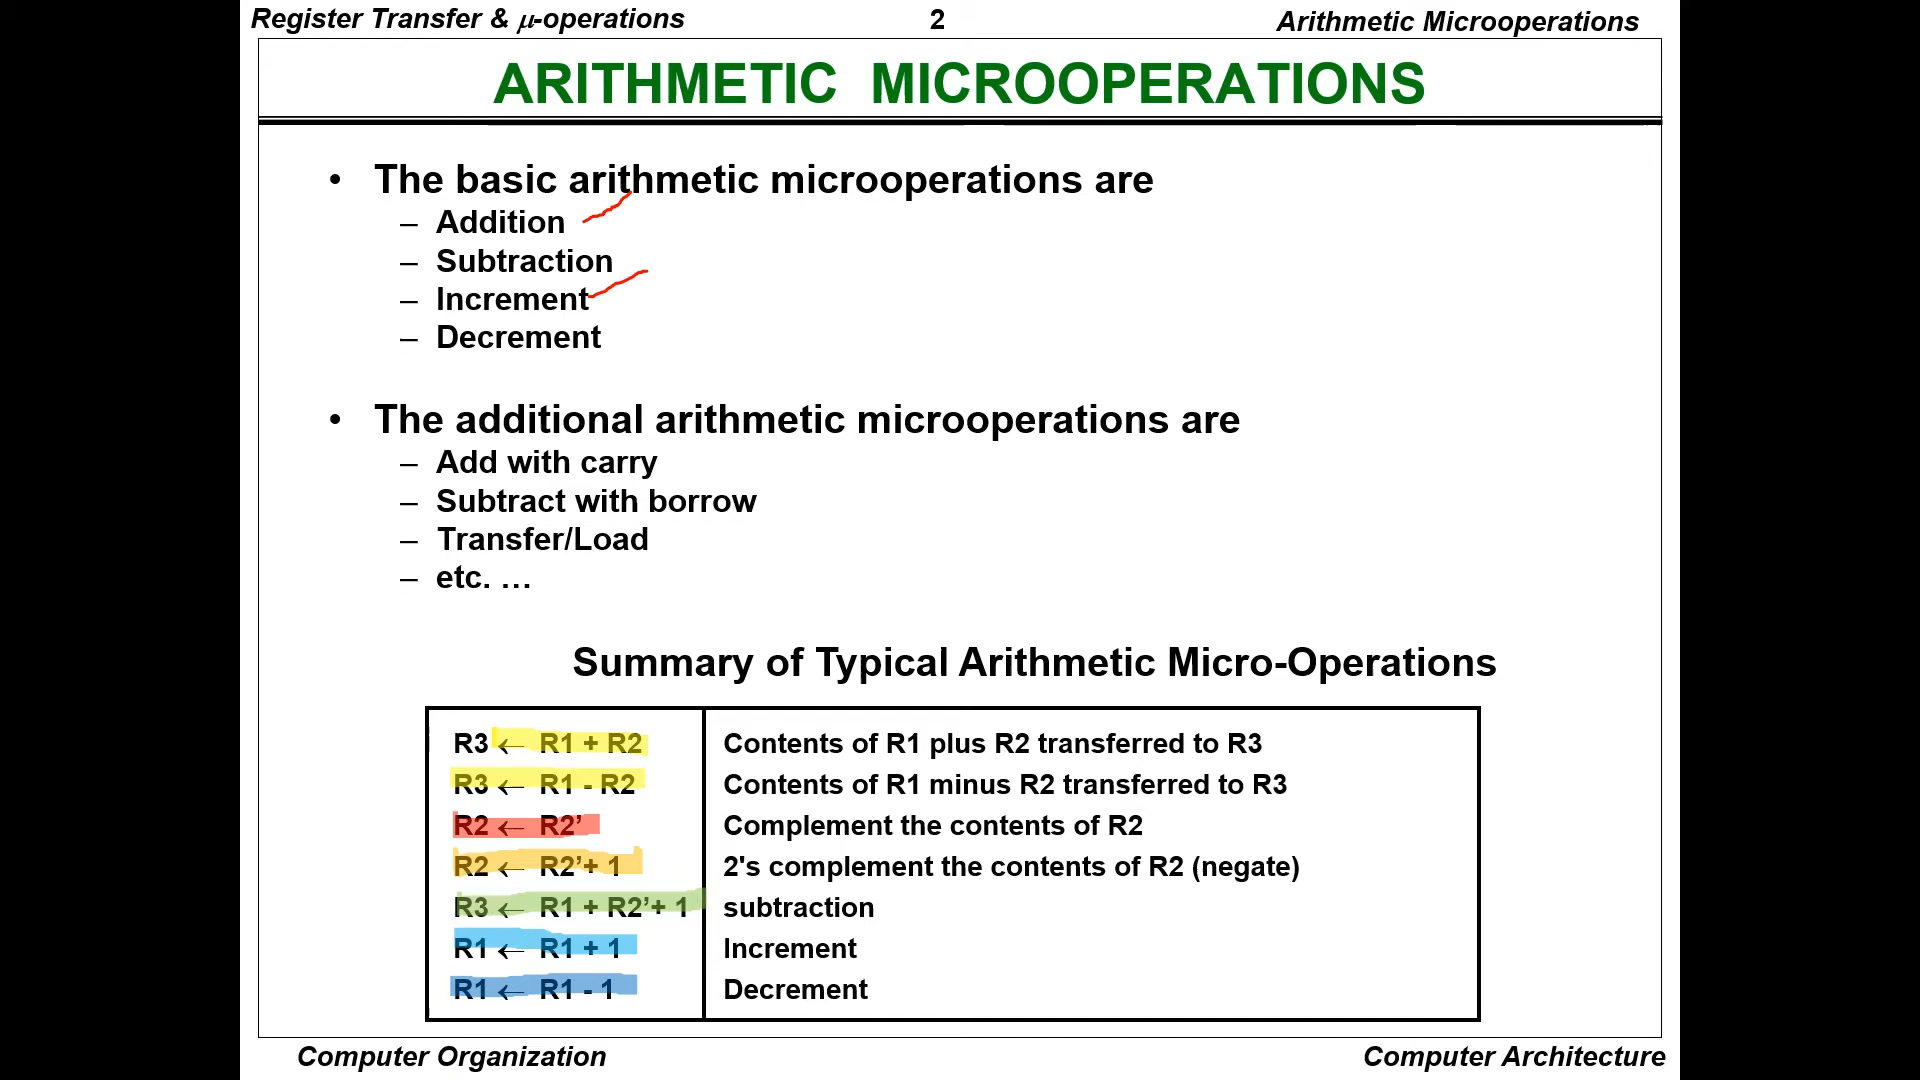 Register Transfer & μ-operations 2 Arithmetic Microoperations
ARITHMETIC MICROOPERATIONS
• The basic arithmetic microoperations are
– Addition
– Subtraction
– Increment
– Decrement
• The additional arithmetic microoperations are
– Add with carry
– Subtract with borrow
– Transfer/Load
– etc. …
Summary of Typical Arithmetic Micro-Operations
R3 ← R1 + R2 Contents of R1 plus R2 transferred to R3
R3 ← R1 - R2 Contents of R1 minus R2 transferred to R3
R2 ← R2’ Complement the contents of R2
R2 ← R2’+ 1 2's complement the contents of R2 (negate)
R3 ← R1 + R2’+ 1 subtraction
R1 ← R1 + 1 Increment
R1 ← R1 - 1 Decrement
Computer Organization Computer Architecture